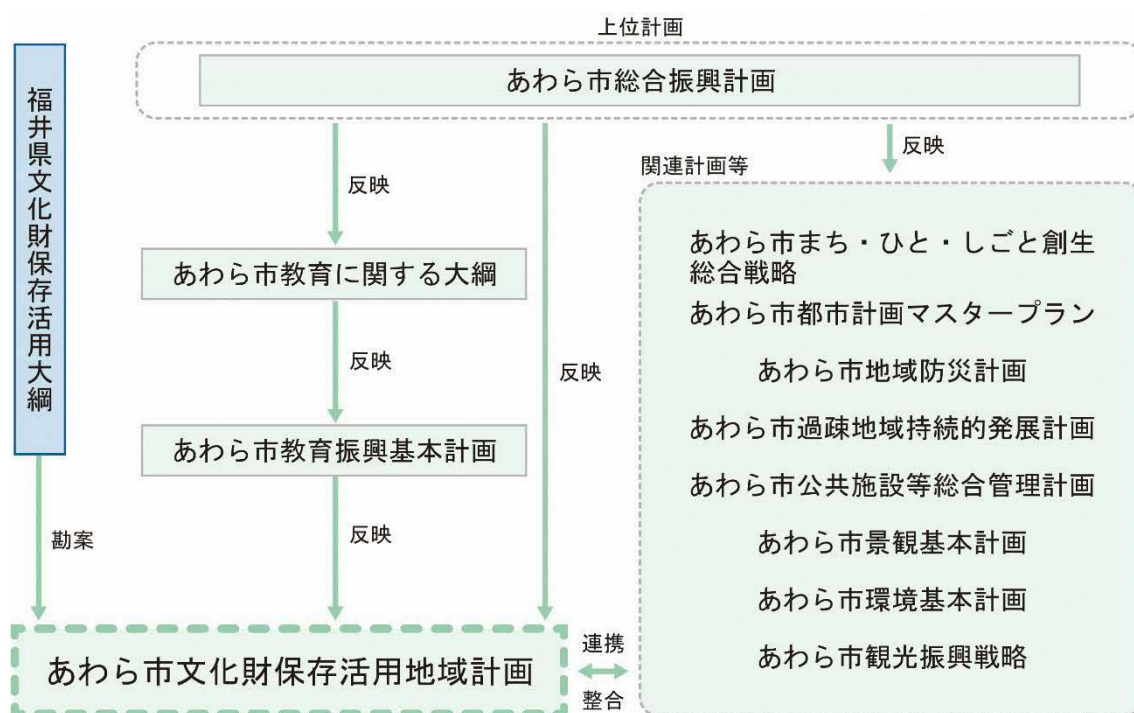 上位計画
あわら市総合振興計画
福井県文化財保存活用大綱
反映
反映
関連計画等
あわら市教育に関する大綱
反映
反映
あわら市教育振興基本計画
反映
勘案
あわら市まち・ひと・しごと創生
総合戦略
あわら市都市計画マスタープラン
あわら市地域防災計画
あわら市過疎地域持続的発展計画
あわら市公共施設等総合管理計画
あわら市景観基本計画
あわら市環境基本計画
あわら市観光振興戦略
あわら市文化財保存活用地域計画
連携
整合